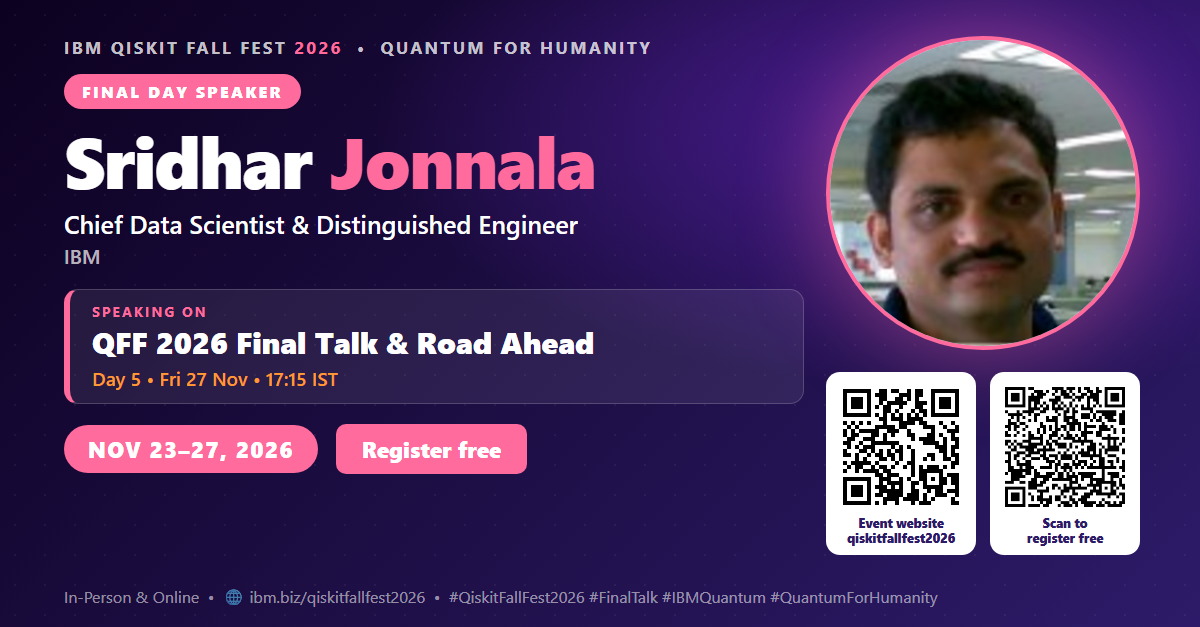 IBM QISKIT FALL FEST 2026 • QUANTUM FOR HUMANITY
FINAL DAY SPEAKER
Sridhar Jonnala
Chief Data Scientist & Distinguished Engineer
IBM
SPEAKING ON
QFF 2026 Final Talk & Road Ahead
Day 5 • Fri 27 Nov • 17:15 IST
NOV 23–27, 2026
Register free
Event website
qiskitfallfest2026
Scan to
register free
In-Person & Online • 🌐 ibm.biz/qiskitfallfest2026 • #QiskitFallFest2026 #FinalTalk #IBMQuantum #QuantumForHumanity